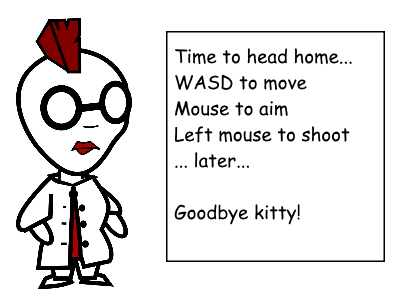 Time to head home...
WASD to move
Mouse to aim
Left mouse to shoot
... later...
Goodbye kitty!